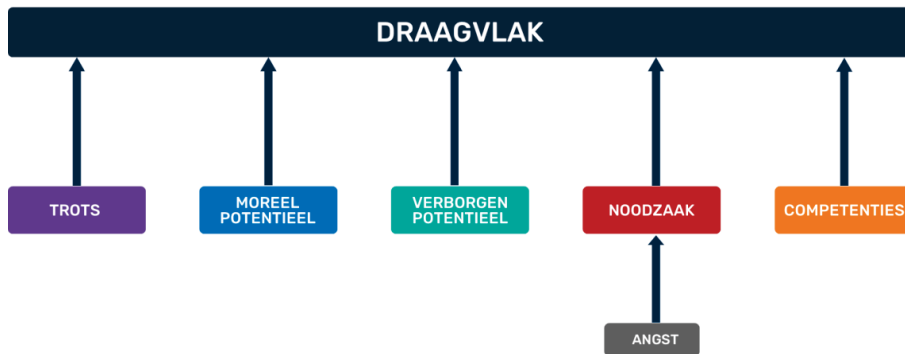 DRAAGVLAK
TROTS
MOREEL
POTENTIEEL
VERBORGEN
POTENTIEEL
NOODZAAK
COMPETENTIES
ANGST